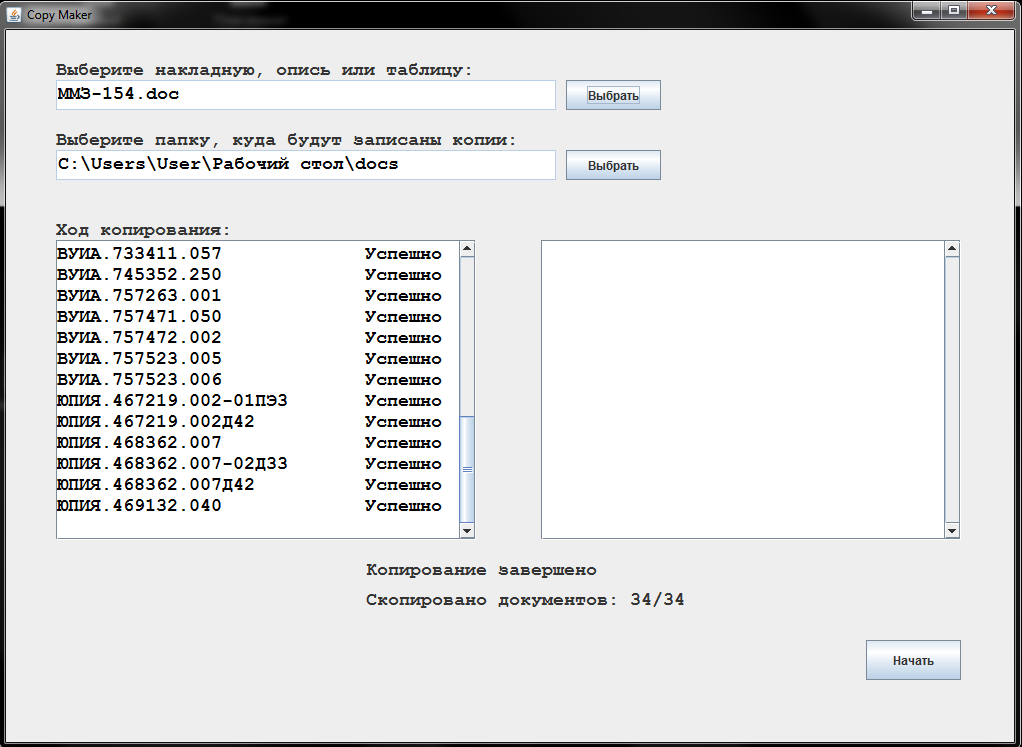 Copy Maker
Выберите накладную, опись или таблицу:
ММЗ-154.doc
Выбрать
Выберите папку, куда будут записаны копии:
C:\Users\User\Рабочий стол\docs
Выбрать
Ход копирования:
ВУИА.733411.057 Успешно
ВУИА.745352.250 Успешно
ВУИА.757263.001 Успешно
ВУИА.757471.050 Успешно
ВУИА.757472.002 Успешно
ВУИА.757523.005 Успешно
ВУИА.757523.006 Успешно
ЮПИЯ.467219.002-01ПЭ3 Успешно
ЮПИЯ.467219.002Д42 Успешно
ЮПИЯ.468362.007 Успешно
ЮПИЯ.468362.007-02Д33 Успешно
ЮПИЯ.468362.007Д42 Успешно
ЮПИЯ.469132.040 Успешно
Копирование завершено
Скопировано документов: 34/34
Начать